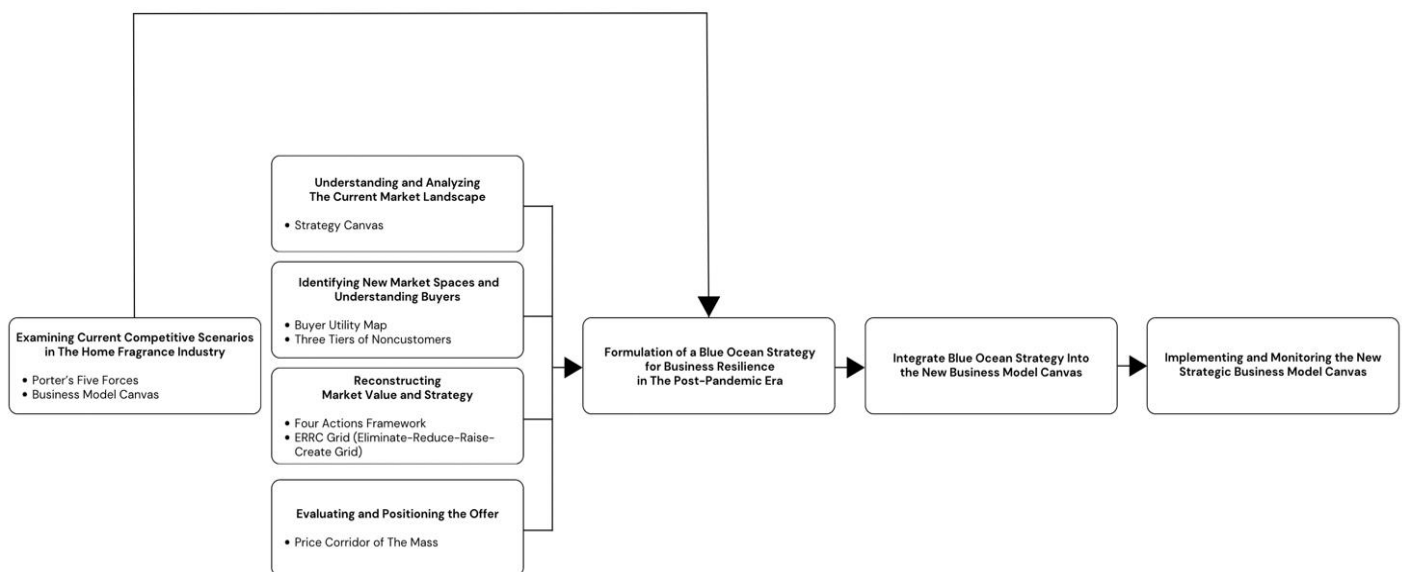 Examining Current Competitive Scenarios
in The Home Fragrance Industry
• Porter's Five Forces
• Business Model Canvas
Understanding and Analyzing
The Current Market Landscape
• Strategy Canvas
Identifying New Market Spaces and
Understanding Buyers
• Buyer Utility Map
• Three Tiers of Noncustomers
Reconstructing
Market Value and Strategy
• Four Actions Framework
• ERRC Grid (Eliminate-Reduce-Raise-
Create Grid)
Evaluating and Positioning the Offer
• Price Corridor of The Mass
Formulation of a Blue Ocean Strategy
for Business Resilience
in The Post-Pandemic Era
Integrate Blue Ocean Strategy Into
the New Business Model Canvas
Implementing and Monitoring the New
Strategic Business Model Canvas